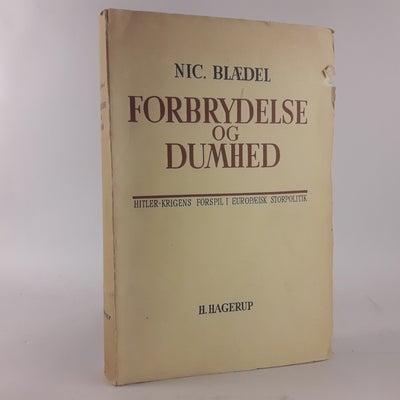 NIC. BLÆDEL
FORBRYDELSE
OG
DUMHED
HITLER-KRIGENS FORSPIL I EUROPÆISK STORPOLITIK
H. HAGERUP